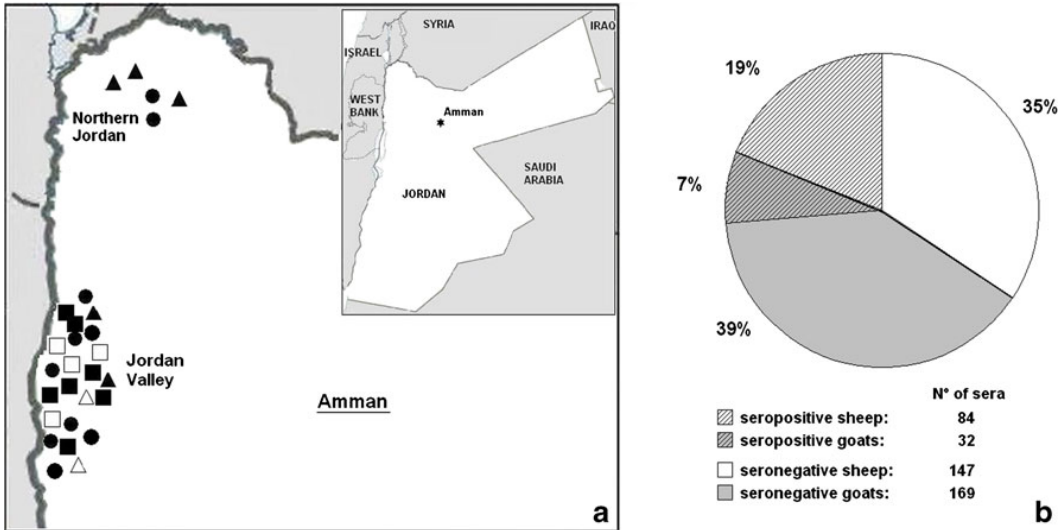 SYRIA
IRAQ
ISRAEL
WEST
BANK
Amman
SAUDI
ARABIA
JORDAN
Northern
Jordan
Jordan
Valley
Amman
a
19%
35%
7%
39%
N° of sera
seropositive sheep: 84
seropositive goats: 32
seronegative sheep: 147
seronegative goats: 169
b